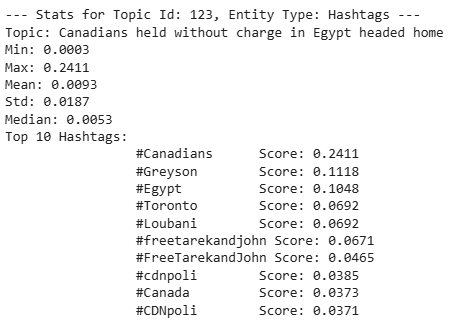 --- Stats for Topic Id: 123, Entity Type: Hashtags ---
Topic: Canadians held without charge in Egypt headed home
Min: 0.0003
Max: 0.2411
Mean: 0.0093
Std: 0.0187
Median: 0.0053
Top 10 Hashtags:
#Canadians Score: 0.2411
#Greyson Score: 0.1118
#Egypt Score: 0.1048
#Toronto Score: 0.0692
#Loubani Score: 0.0692
#freetarekandjohn Score: 0.0671
#FreeTarekandJohn Score: 0.0465
#cdnpoli Score: 0.0385
#Canada Score: 0.0373
#CDNpoli Score: 0.0371